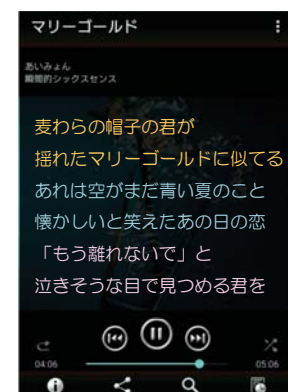 マリーゴールド
あいみょん
瞬間的シックスセンス
麦わらの帽子の君が
揺れたマリーゴールドに似てる
あれは空がまだ青い夏のこと
懐かしいと笑えたあの日の恋
「もう離れないで」と
泣きそうな目で見つめる君を
04:06
05:06